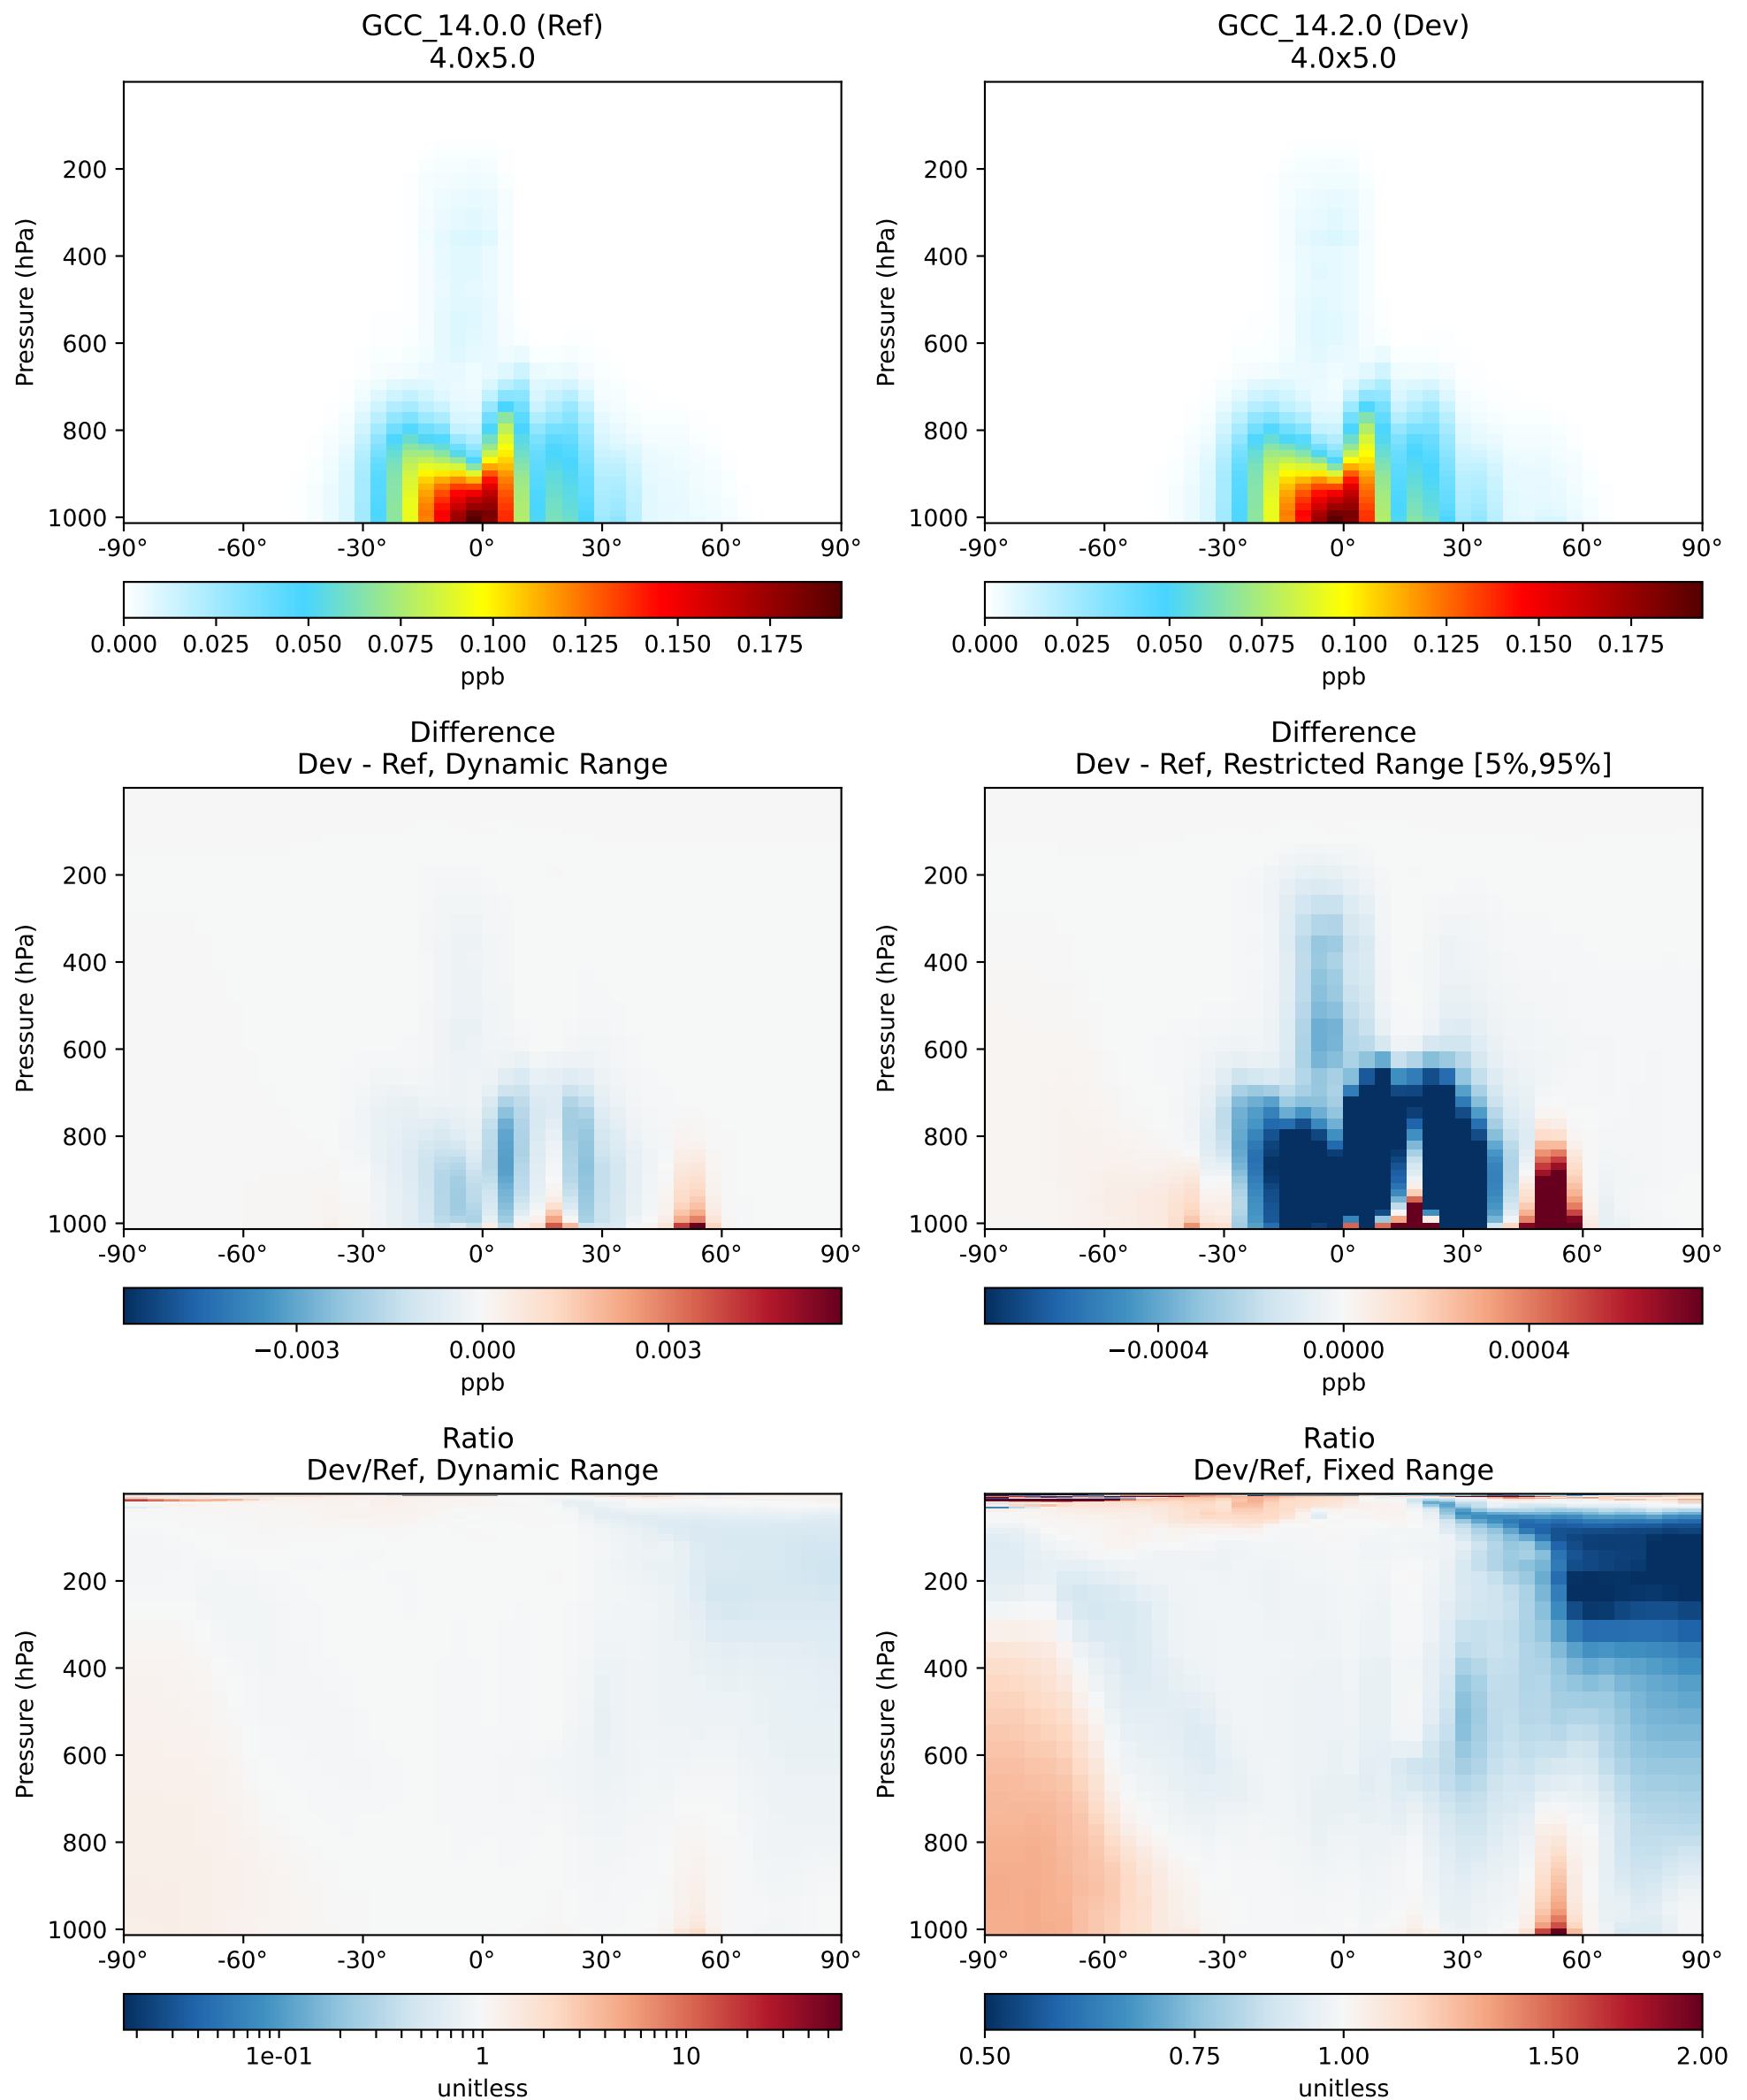 GCC_14.0.0 (Ref)
4.0x5.0
Pressure (hPa)
200
400
600
800
1000
-90° -60° -30° 0° 30° 60° 90°
0.000 0.025 0.050 0.075 0.100 0.125 0.150 0.175
ppb
GCC_14.2.0 (Dev)
4.0x5.0
Pressure (hPa)
200
400
600
800
1000
-90° -60° -30° 0° 30° 60° 90°
0.000 0.025 0.050 0.075 0.100 0.125 0.150 0.175
ppb
Difference
Dev - Ref, Dynamic Range
Pressure (hPa)
200
400
600
800
1000
-90° -60° -30° 0° 30° 60° 90°
−0.003 0.000 0.003
ppb
Difference
Dev - Ref, Restricted Range [5%,95%]
Pressure (hPa)
200
400
600
800
1000
-90° -60° -30° 0° 30° 60° 90°
−0.0004 0.0000 0.0004
ppb
Ratio
Dev/Ref, Dynamic Range
Pressure (hPa)
200
400
600
800
1000
-90° -60° -30° 0° 30° 60° 90°
1e-01 1 10
unitless
Ratio
Dev/Ref, Fixed Range
Pressure (hPa)
200
400
600
800
1000
-90° -60° -30° 0° 30° 60° 90°
0.50 0.75 1.00 1.50 2.00
unitless